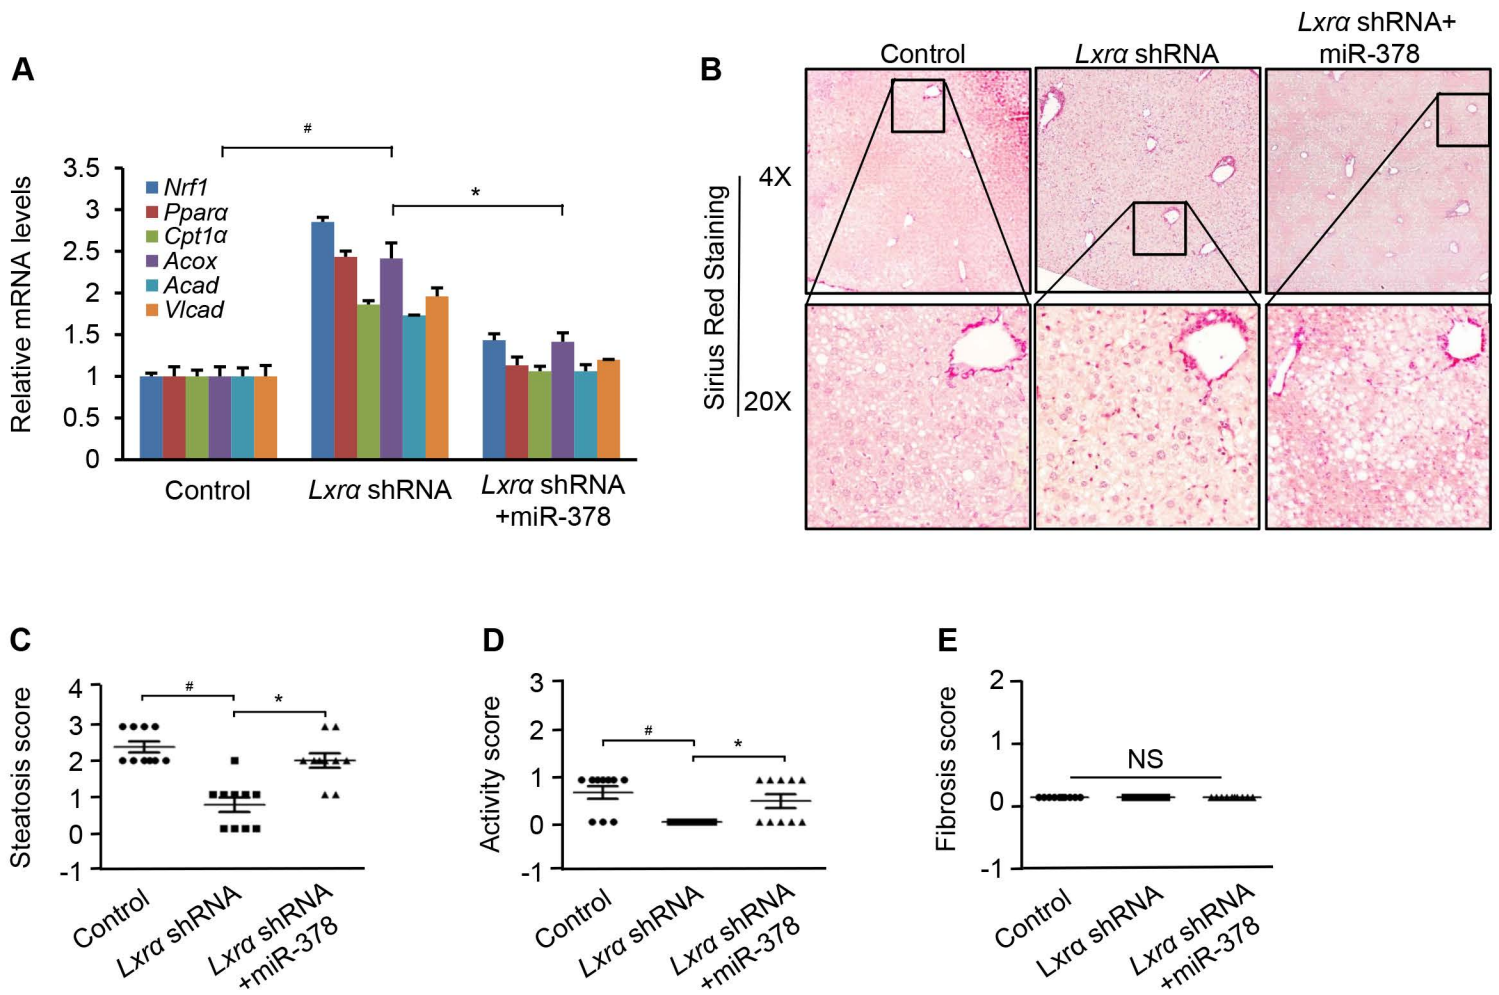 A
#
*
3.5
3
2.5
2
1.5
1
0.5
0
Relative mRNA levels
Nrf1
Pparα
Cpt1α
Acox
Acad
Vlcad
Control
Lxrα shRNA
Lxrα shRNA
+miR-378
B
Control
Lxrα shRNA
Lxrα shRNA+
miR-378
Sirius Red Staining
4X
20X
C
Steatosis score
4
3
2
1
0
-1
#
*
Control
Lxrα shRNA
Lxrα shRNA
+miR-378
D
Activity score
3
2
1
0
-1
#
*
Control
Lxrα shRNA
Lxrα shRNA
+miR-378
E
Fibrosis score
2
1
0
-1
NS
Control
Lxrα shRNA
Lxrα shRNA
+miR-378